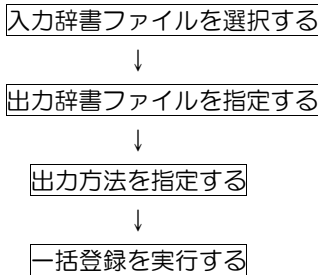 入力辞書ファイルを選択する
↓
出力辞書ファイルを指定する
↓
出力方法を指定する
↓
一括登録を実行する